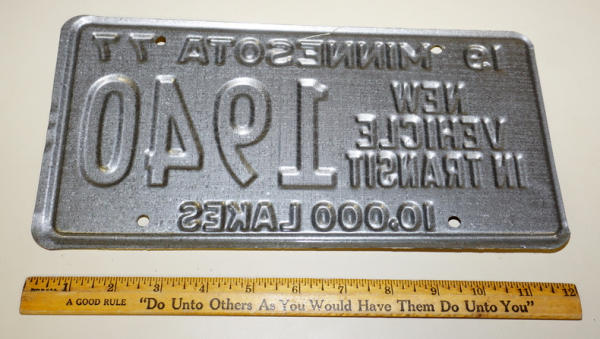 19 MINNESOTA 77
NEW
VEHICLE
IN TRANSIT
1940
10,000 LAKES
1 2 3 4 5 6 7 8 9 10 11 12
A GOOD RULE "Do Unto Others As You Would Have Them Do Unto You"